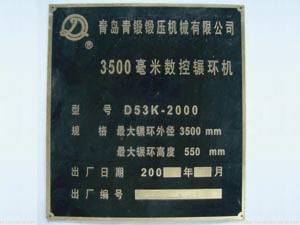 青岛青锻锻压机械有限公司
®
3500毫米数控辗环机
型 号 D53K-2000
规 格 最大辗环外径 3500 mm
最大辗环高度 550 mm
出厂日期 200 年 月
出厂编号